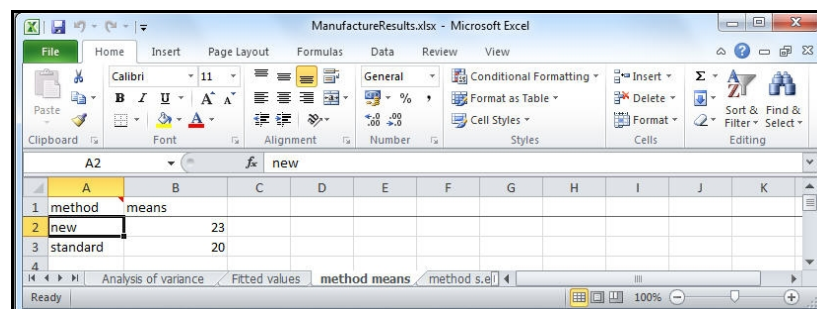 ManufactureResults.xlsx - Microsoft Excel
File Home Insert Page Layout Formulas Data Review View
Calibri 11 General Conditional Formatting Insert Σ
Paste B I U A A % , Format as Table Delete Sort & Filter Find & Select
A .00 .00 Cell Styles Format
Clipboard Font Alignment Number Styles Cells Editing
A2 fx new
A B C D E F G H I J K
1 method means
2 new 23
3 standard 20
4
Analysis of variance Fitted values method means method s.e
Ready 100%